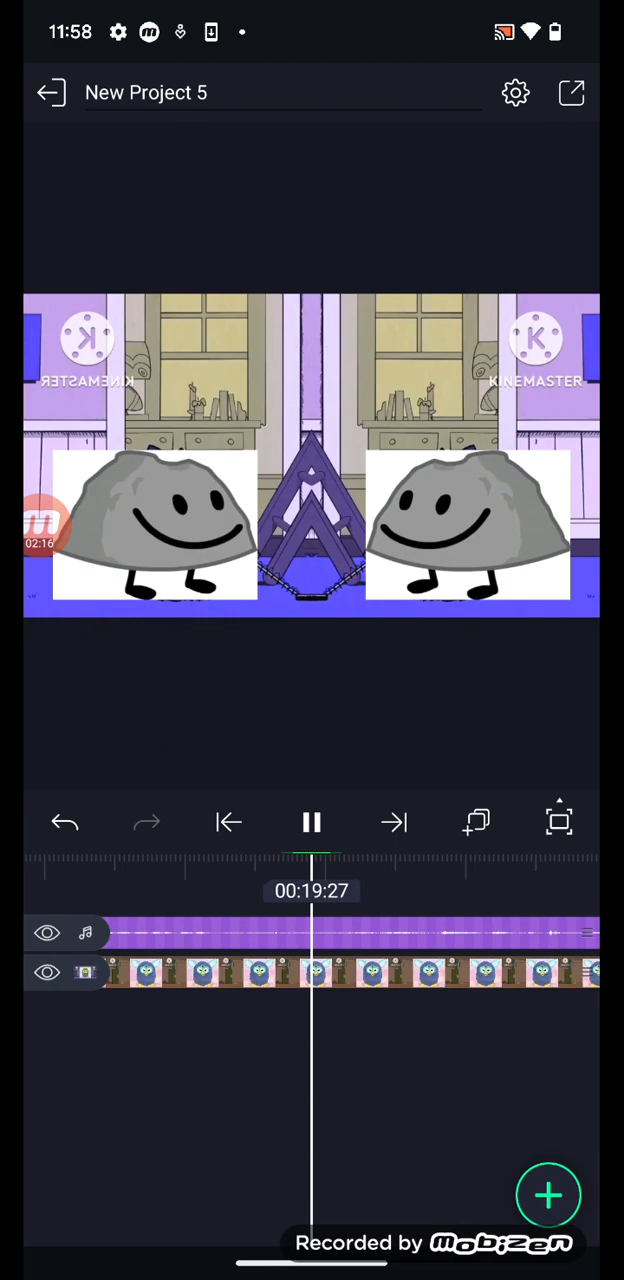 11:58
New Project 5
K
K
KINEMASTER
KINEMASTER
02:16
00:19:27
Recorded by mobizen